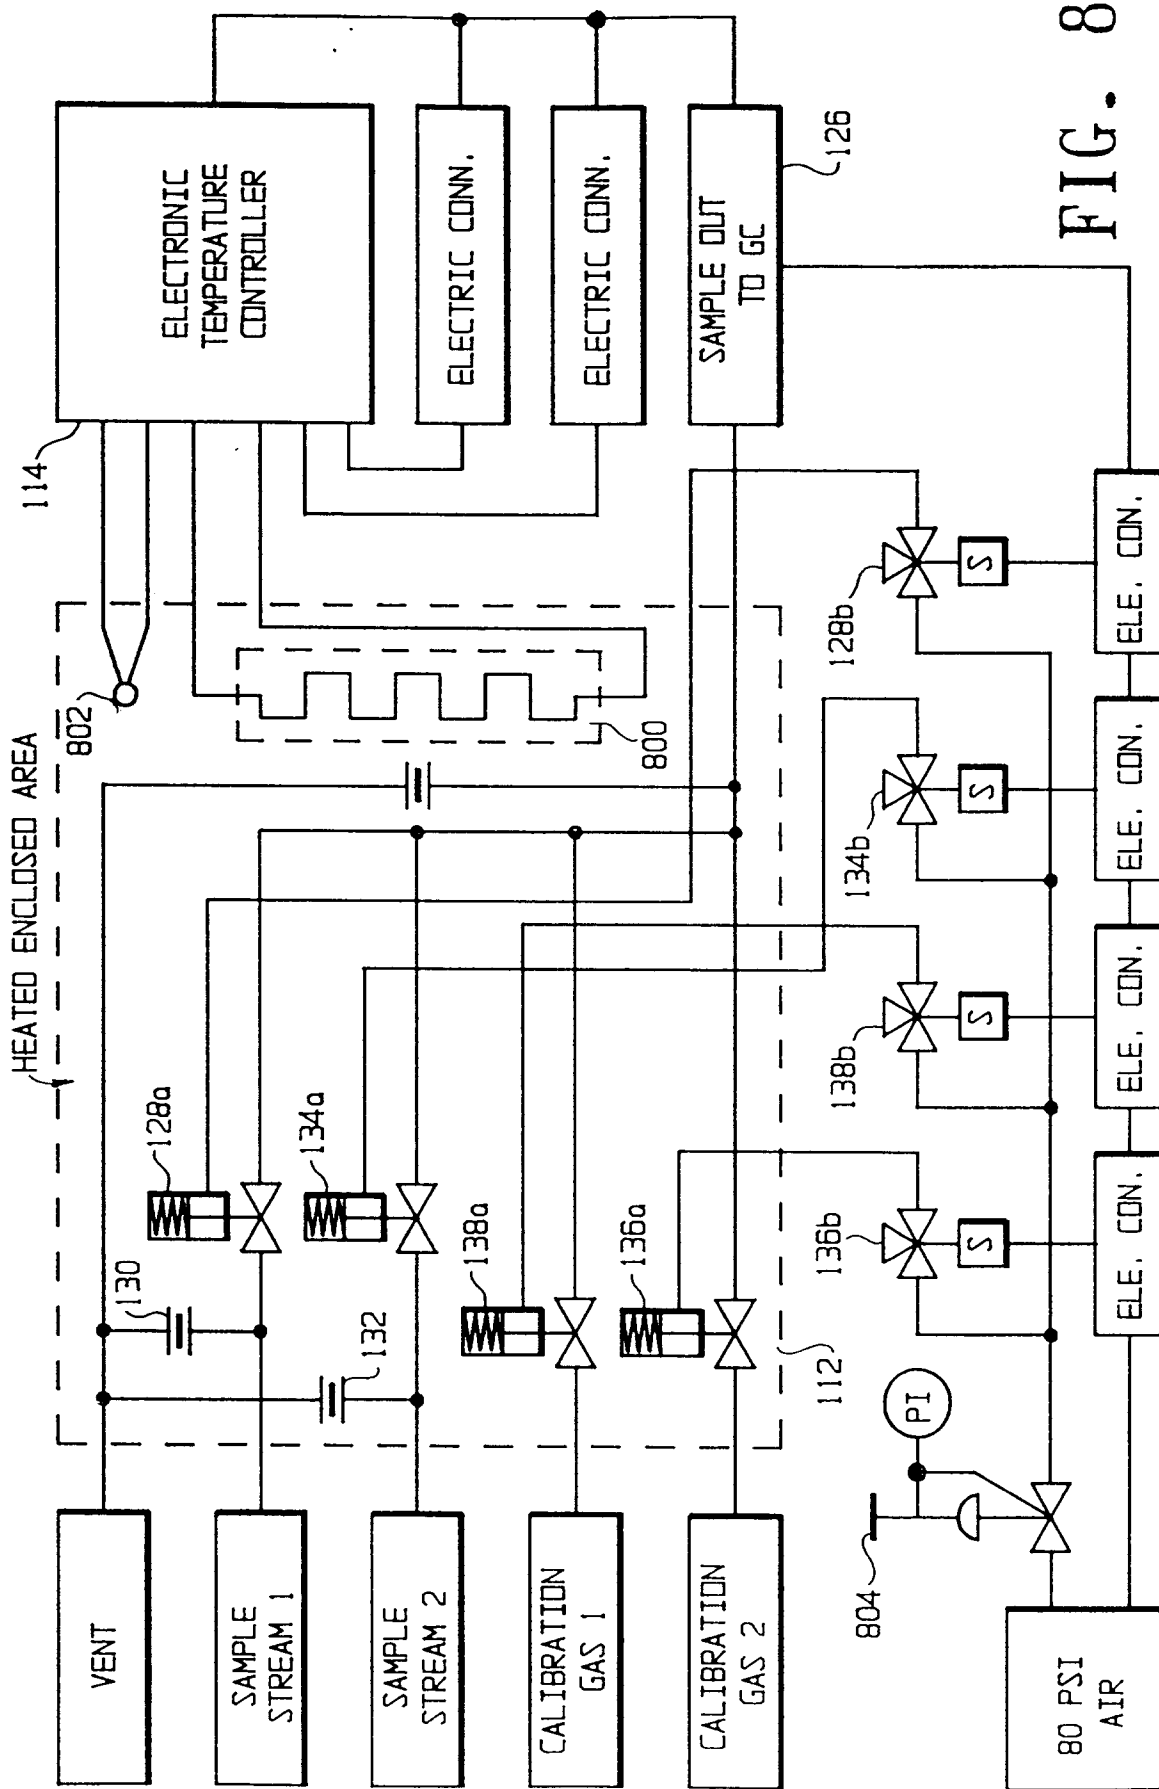 HEATED ENCLOSED AREA
114
802
ELECTRONIC
TEMPERATURE
CONTROLLER
VENT
130
128a
SAMPLE
STREAM 1
132
134a
800
ELECTRIC CONN.
SAMPLE
STREAM 2
138a
ELECTRIC CONN.
CALIBRATION
GAS 1
136a
SAMPLE OUT
TO GC
126
CALIBRATION
GAS 2
112
804
PI
136b
138b
134b
128b
S
S
S
S
80 PSI
AIR
ELE. CON.
ELE. CON.
ELE. CON.
ELE. CON.
FIG. 8